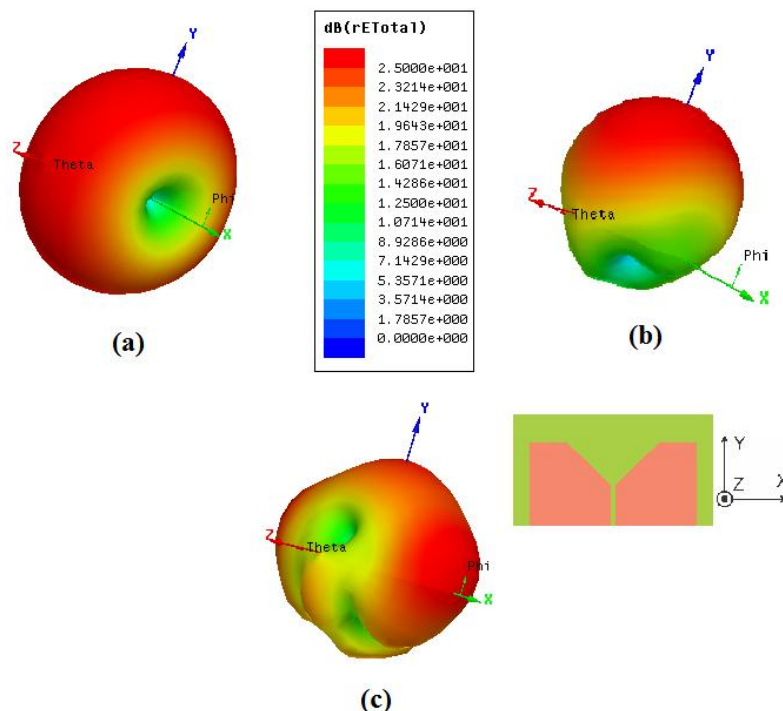 Y
Z
Theta
Phi
X
(a)
dB(rETotal)
2.5000e+001
2.3214e+001
2.1429e+001
1.9643e+001
1.7857e+001
1.6071e+001
1.4286e+001
1.2500e+001
1.0714e+001
8.9286e+000
7.1429e+000
5.3571e+000
3.5714e+000
1.7857e+000
0.0000e+000
Y
Z
Theta
Phi
X
(b)
Y
Z
Theta
Phi
X
(c)
Y
Z
X